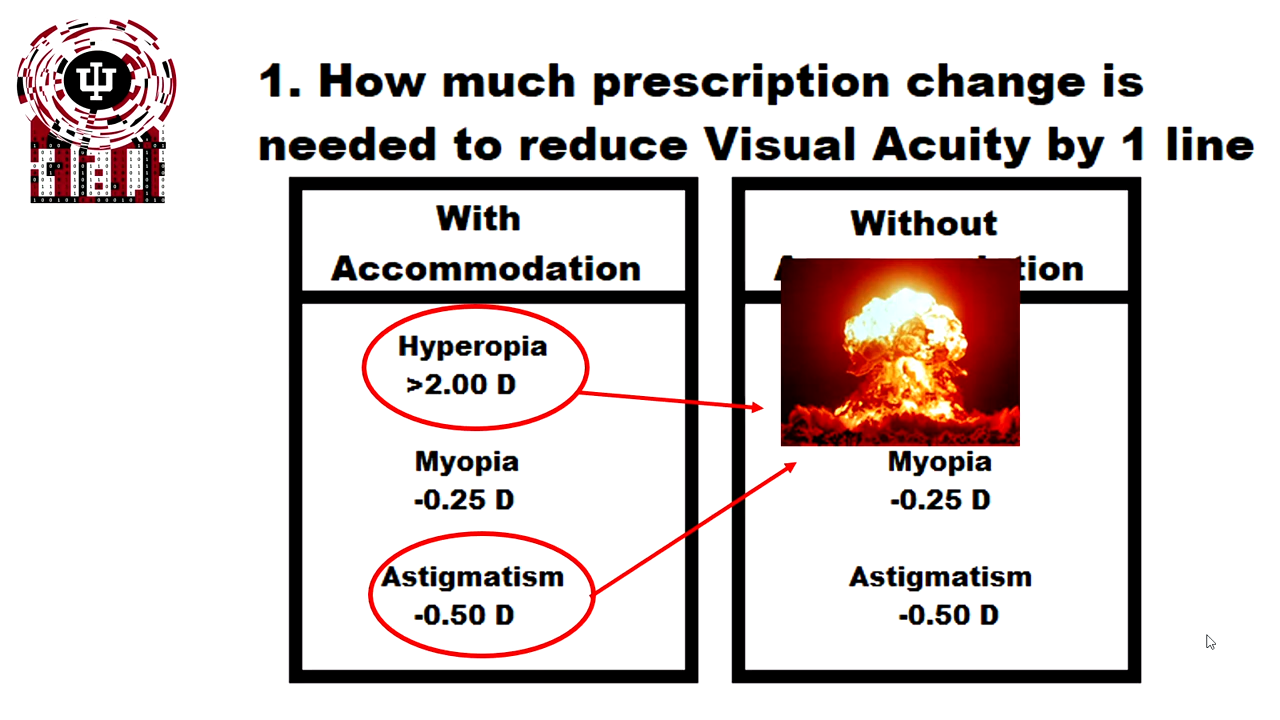 1. How much prescription change is
needed to reduce Visual Acuity by 1 line
With
Accommodation
Hyperopia
>2.00 D
Myopia
-0.25 D
Astigmatism
-0.50 D
Without
Myopia
-0.25 D
Astigmatism
-0.50 D